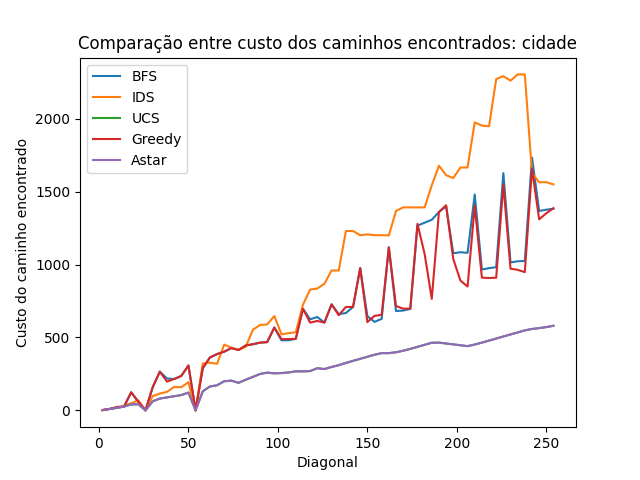 Comparação entre custo dos caminhos encontrados: cidade
BFS
IDS
UCS
Greedy
Astar
Custo do caminho encontrado
2000
1500
1000
500
0
0 50 100 150 200 250
Diagonal